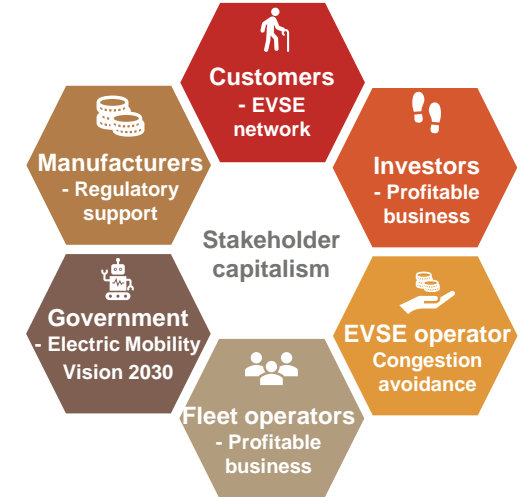 Customers
- EVSE
network
Manufacturers
- Regulatory
support
Investors
- Profitable
business
Stakeholder
capitalism
Government
- Electric Mobility
Vision 2030
EVSE operator
Congestion
avoidance
Fleet operators
- Profitable
business